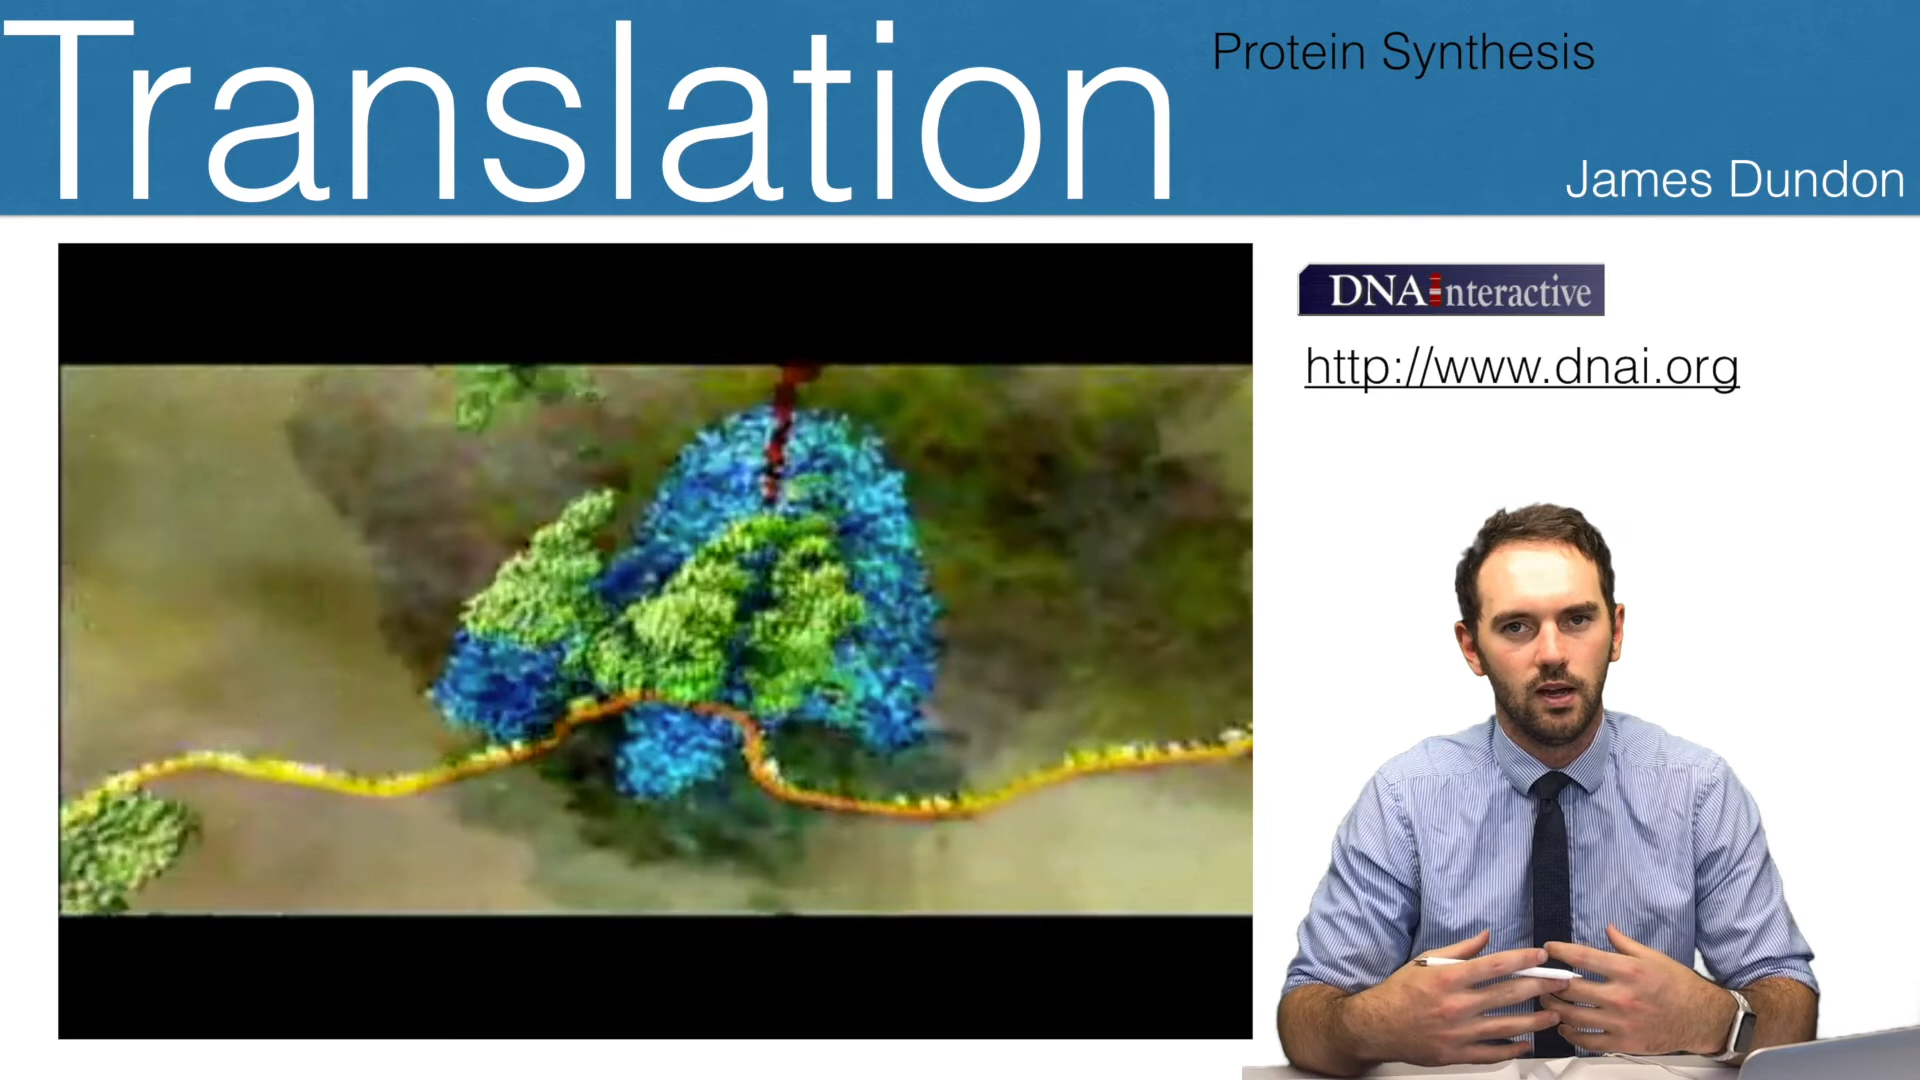 Translation
Protein Synthesis
James Dundon
DNAinteractive
http://www.dnai.org